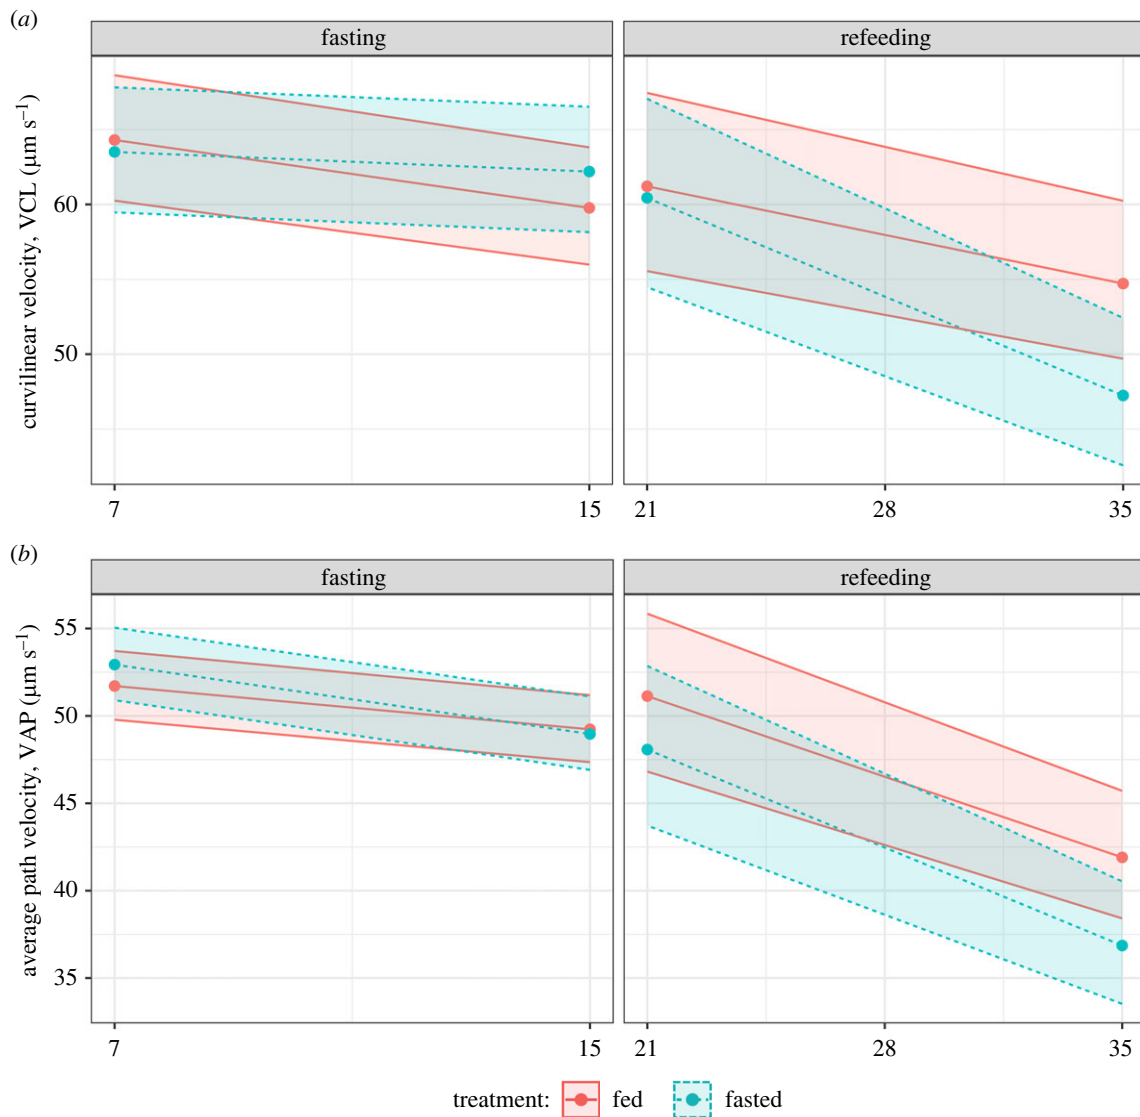 (a)
fasting
refeeding
curvilinear velocity, VCL (µm s⁻¹)
60
50
7
15
21
28
35
(b)
fasting
refeeding
average path velocity, VAP (µm s⁻¹)
55
50
45
40
35
7
15
21
28
35
treatment: fed fasted